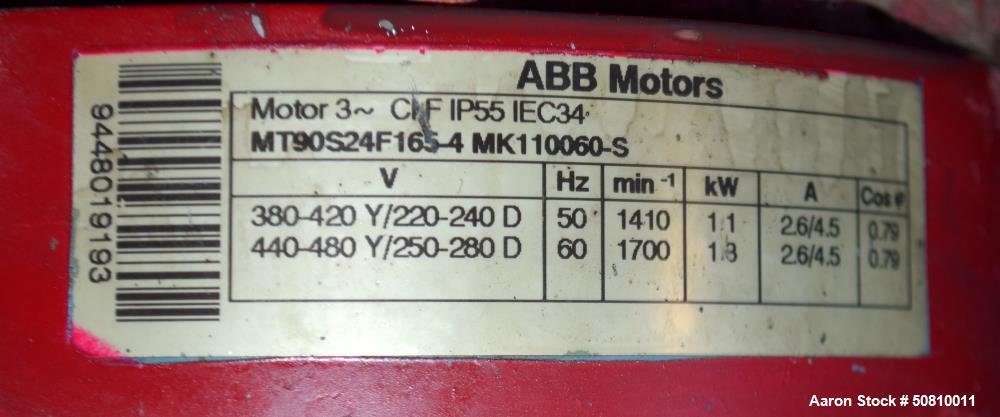 ABB Motors
Motor 3~ Cl F IP55 IEC34
MT90S24F165-4 MK110060-S
V Hz min⁻¹ kW A Cos φ
380-420 Y/220-240 D 50 1410 1.1 2.6/4.5 0.79
440-480 Y/250-280 D 60 1700 1.3 2.6/4.5 0.79
9448019193
Aaron Stock # 50810011